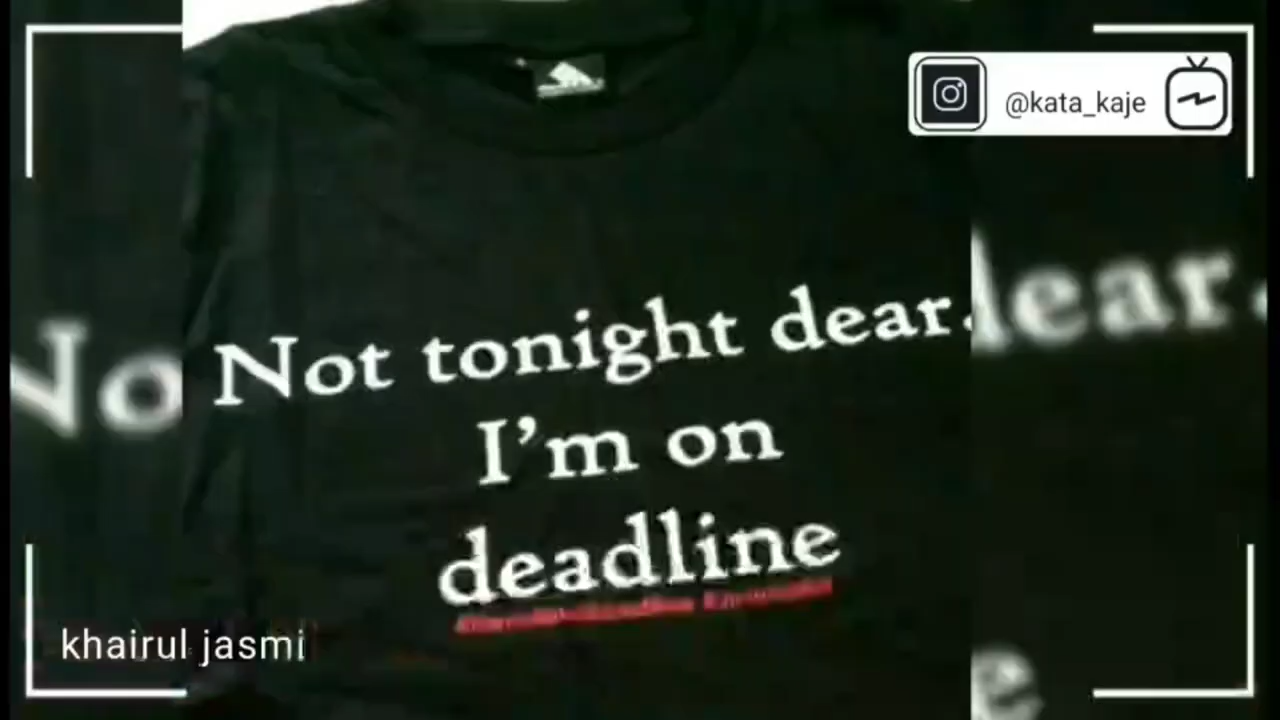 @kata_kaje
Not tonight dear.
I'm on
deadline
khairul jasmi